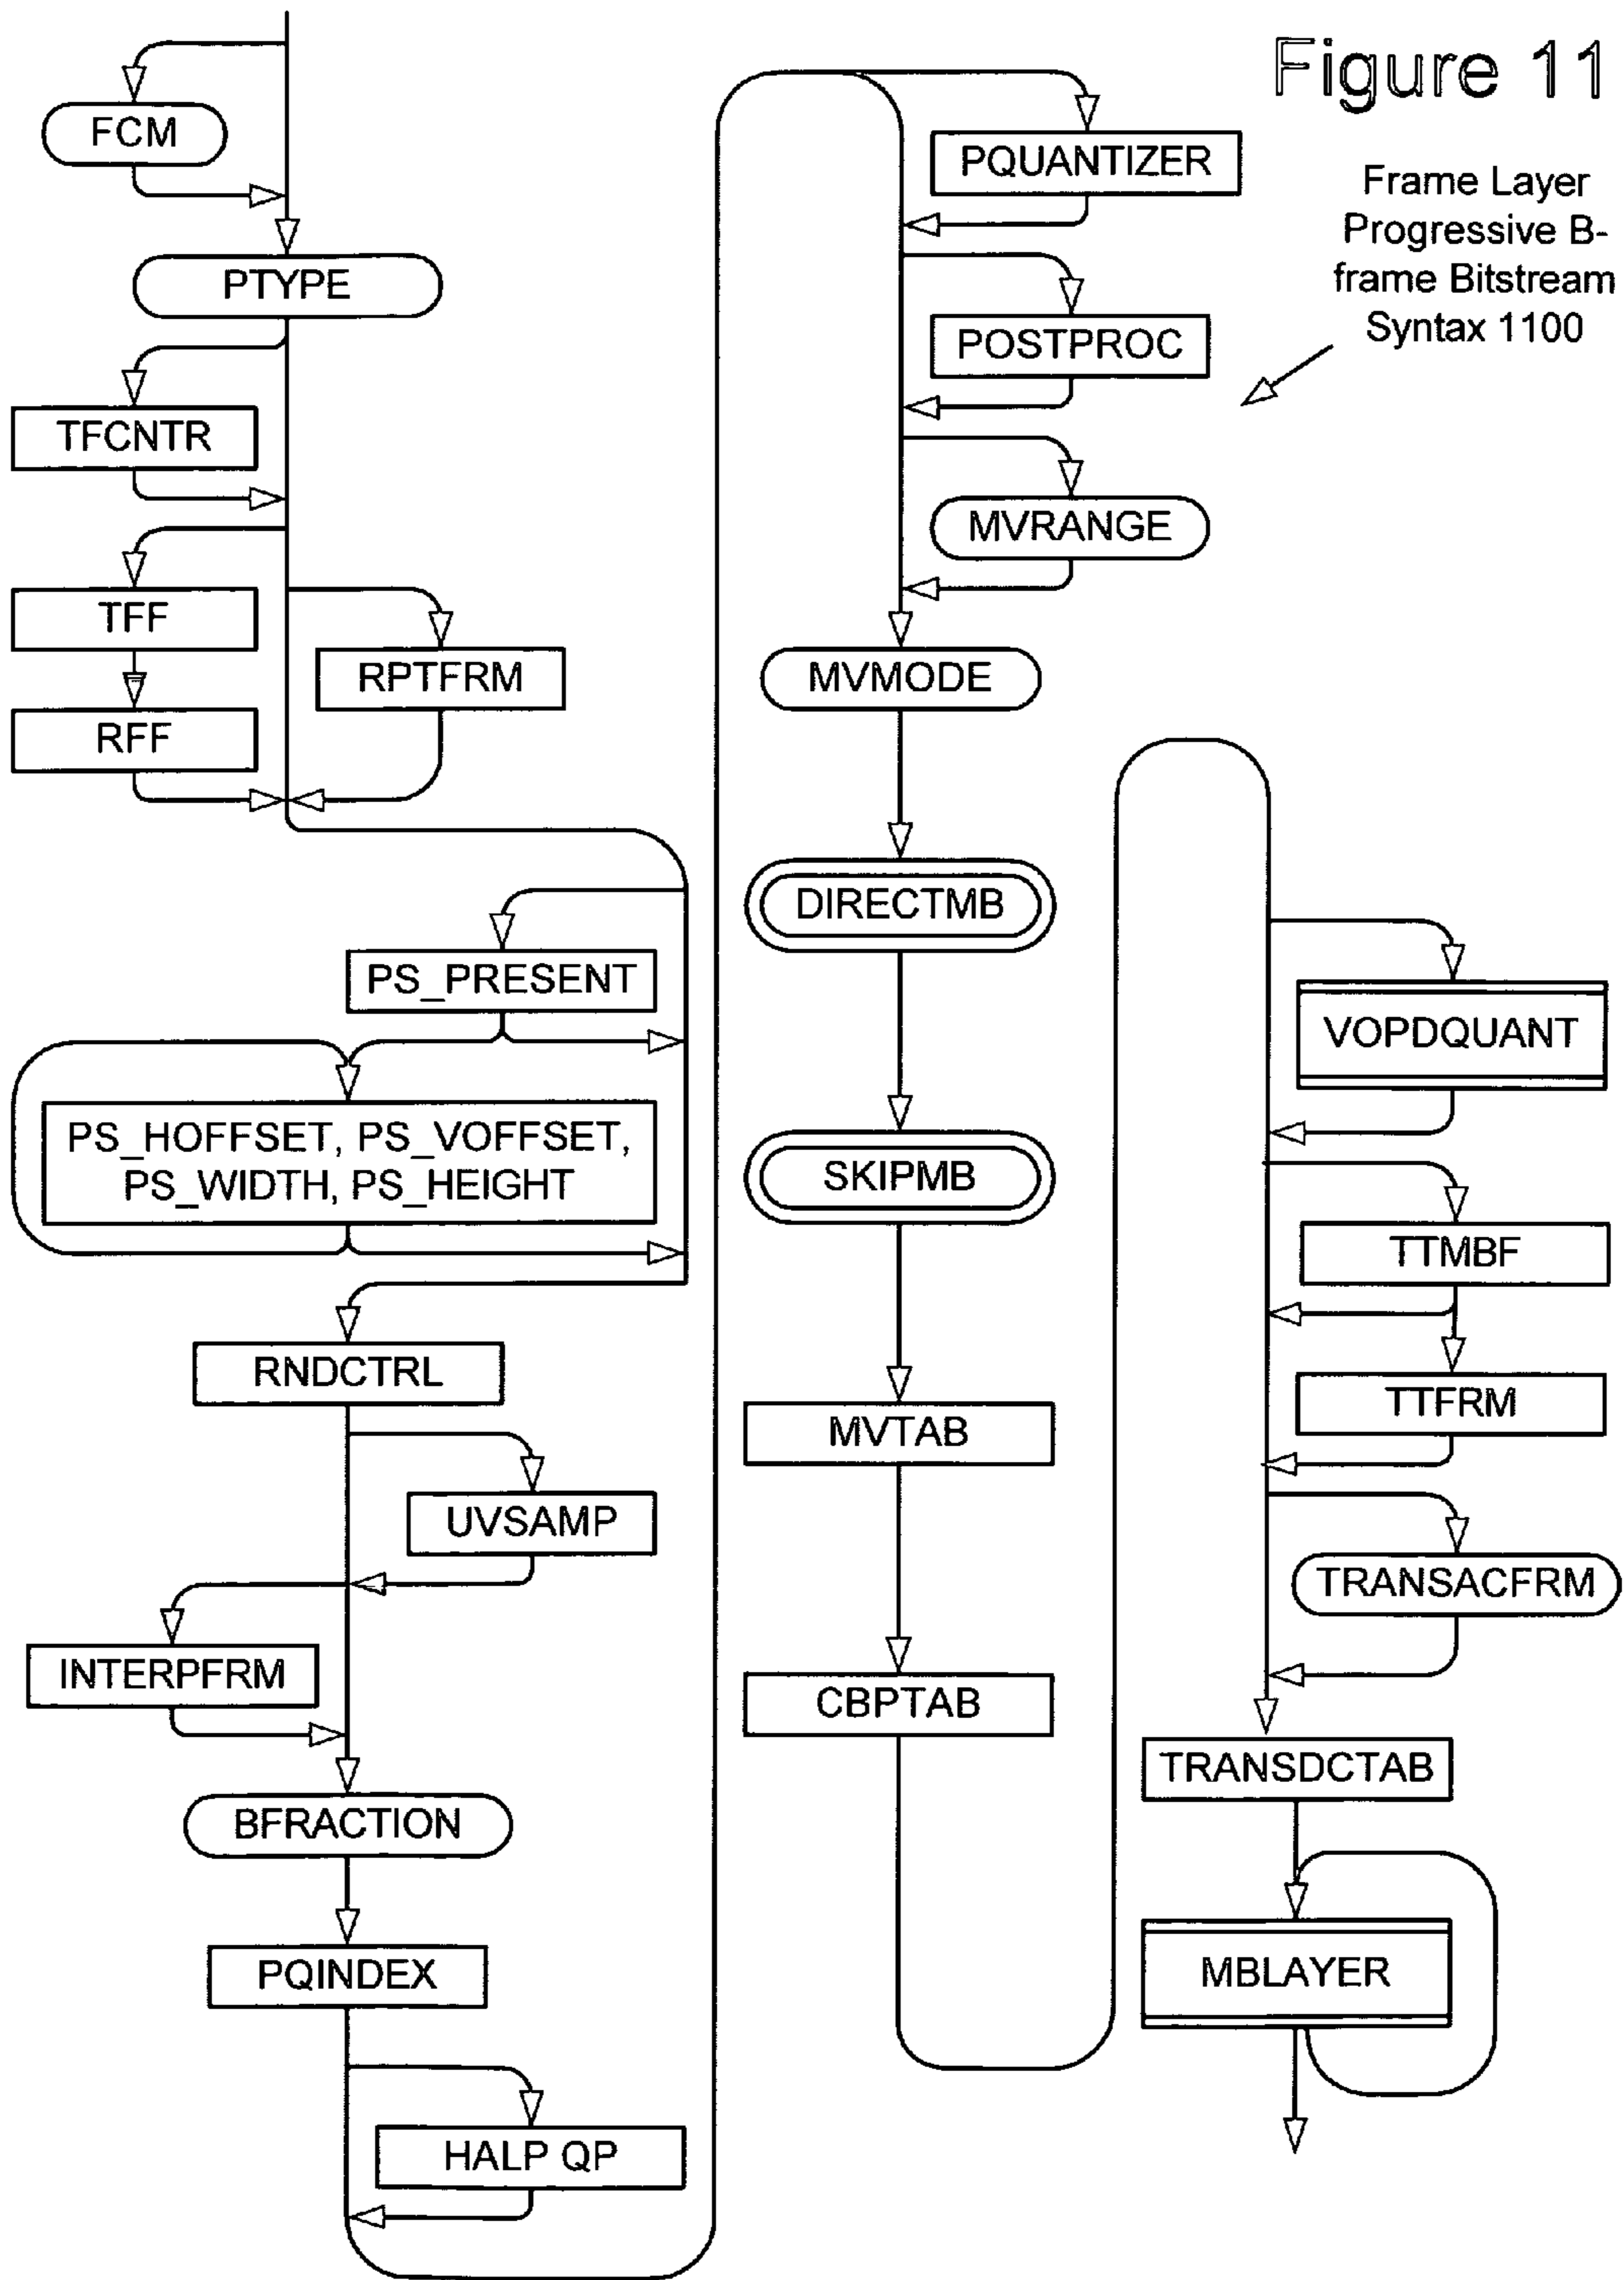 Figure 11
Frame Layer
Progressive B-
frame Bitstream
Syntax 1100
FCM
PTYPE
TFCNTR
TFF
RPTFRM
RFF
PS_PRESENT
PS_HOFFSET, PS_VOFFSET,
PS_WIDTH, PS_HEIGHT
RNDCTRL
UVSAMP
INTERPFRM
BFRACTION
PQINDEX
HALP QP
PQUANTIZER
POSTPROC
MVRANGE
MVMODE
DIRECTMB
SKIPMB
MVTAB
CBPTAB
VOPDQUANT
TTMBF
TTFRM
TRANSACFRM
TRANSDCTAB
MBLAYER